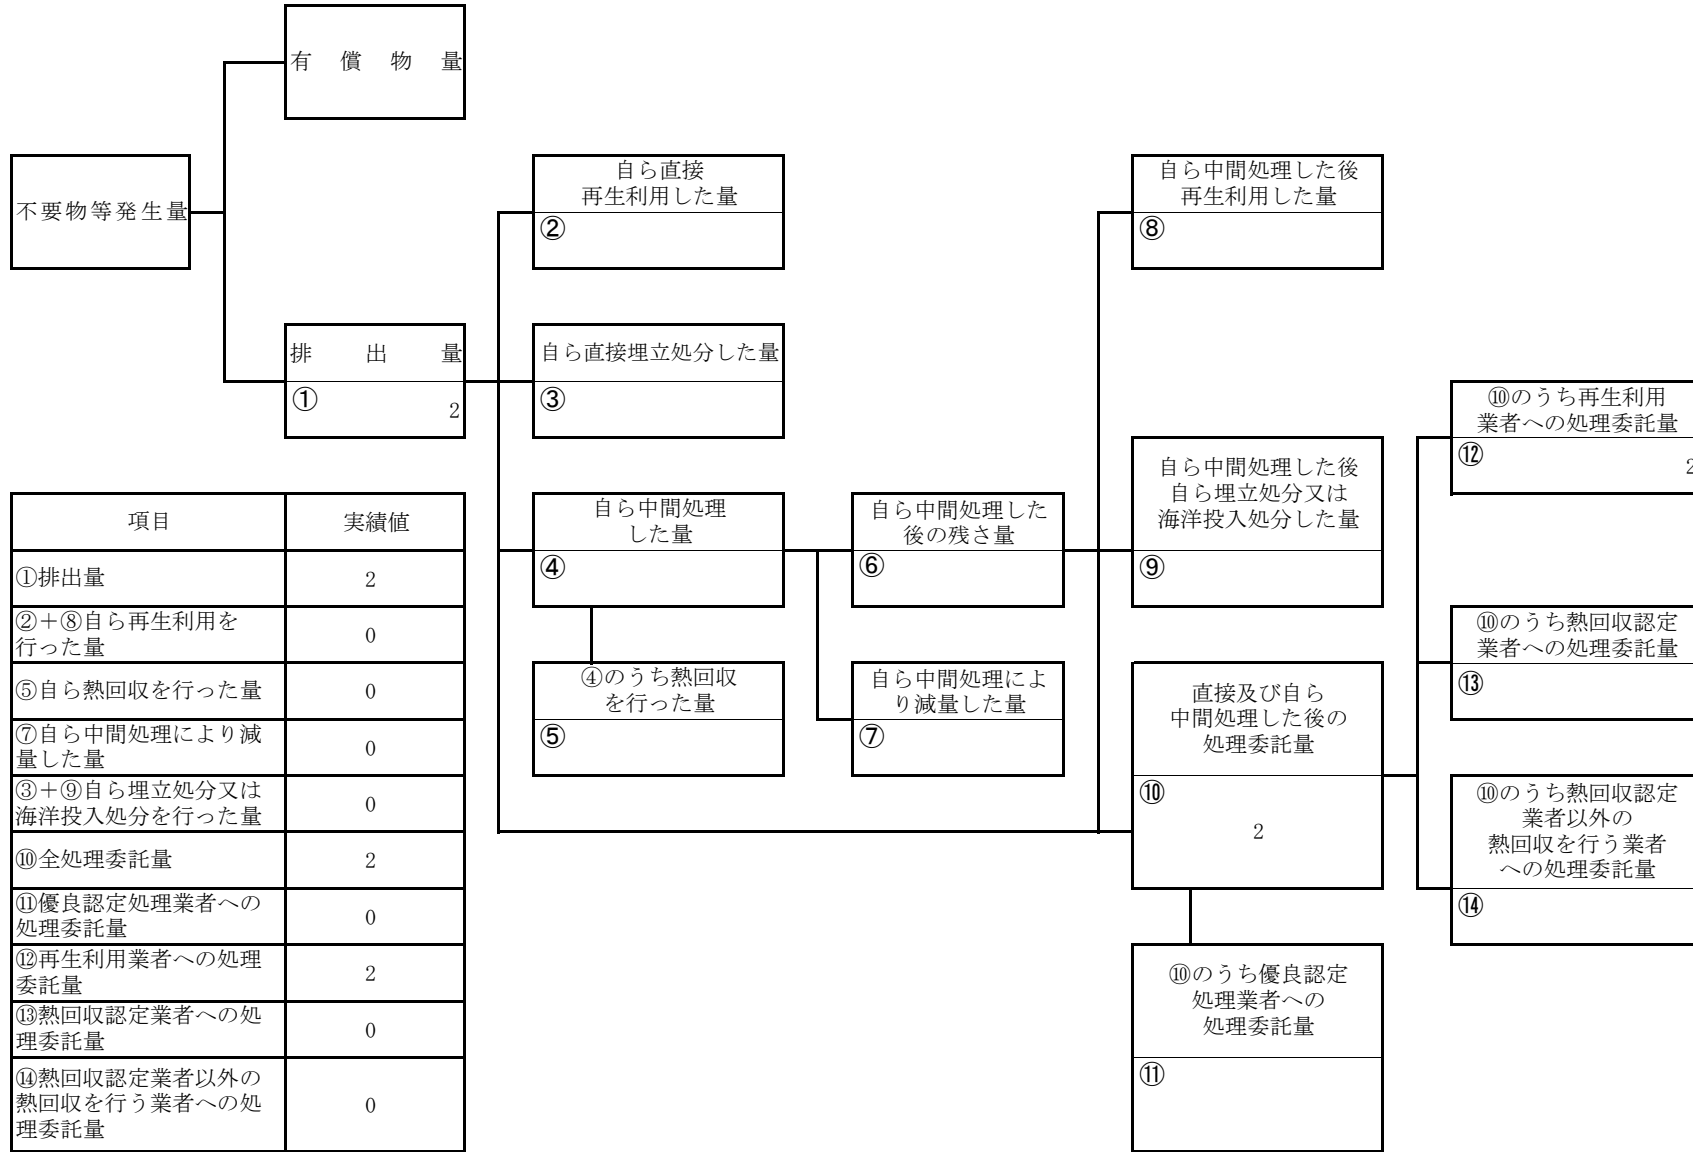 有償物量
不要物等発生量
自ら直接
再生利用した量
②
自ら中間処理した後
再生利用した量
⑧
排出量
①
2
自ら直接埋立処分した量
③
⑩のうち再生利用
業者への処理委託量
⑫
2
自ら中間処理
した量
④
自ら中間処理した
後の残さ量
⑥
自ら中間処理した後
自ら埋立処分又は
海洋投入処分した量
⑨
⑩のうち熱回収認定
業者への処理委託量
⑬
④のうち熱回収
を行った量
⑤
自ら中間処理によ
り減量した量
⑦
直接及び自ら
中間処理した後の
処理委託量
⑩
2
⑩のうち熱回収認定
業者以外の
熱回収を行う業者
への処理委託量
⑭
⑩のうち優良認定
処理業者への
処理委託量
⑪
項目 実績値
①排出量 2
②＋⑧自ら再生利用を
行った量 0
⑤自ら熱回収を行った量 0
⑦自ら中間処理により減
量した量 0
③＋⑨自ら埋立処分又は
海洋投入処分を行った量 0
⑩全処理委託量 2
⑪優良認定処理業者への
処理委託量 0
⑫再生利用業者への処理
委託量 2
⑬熱回収認定業者への処
理委託量 0
⑭熱回収認定業者以外の
熱回収を行う業者への処
理委託量 0